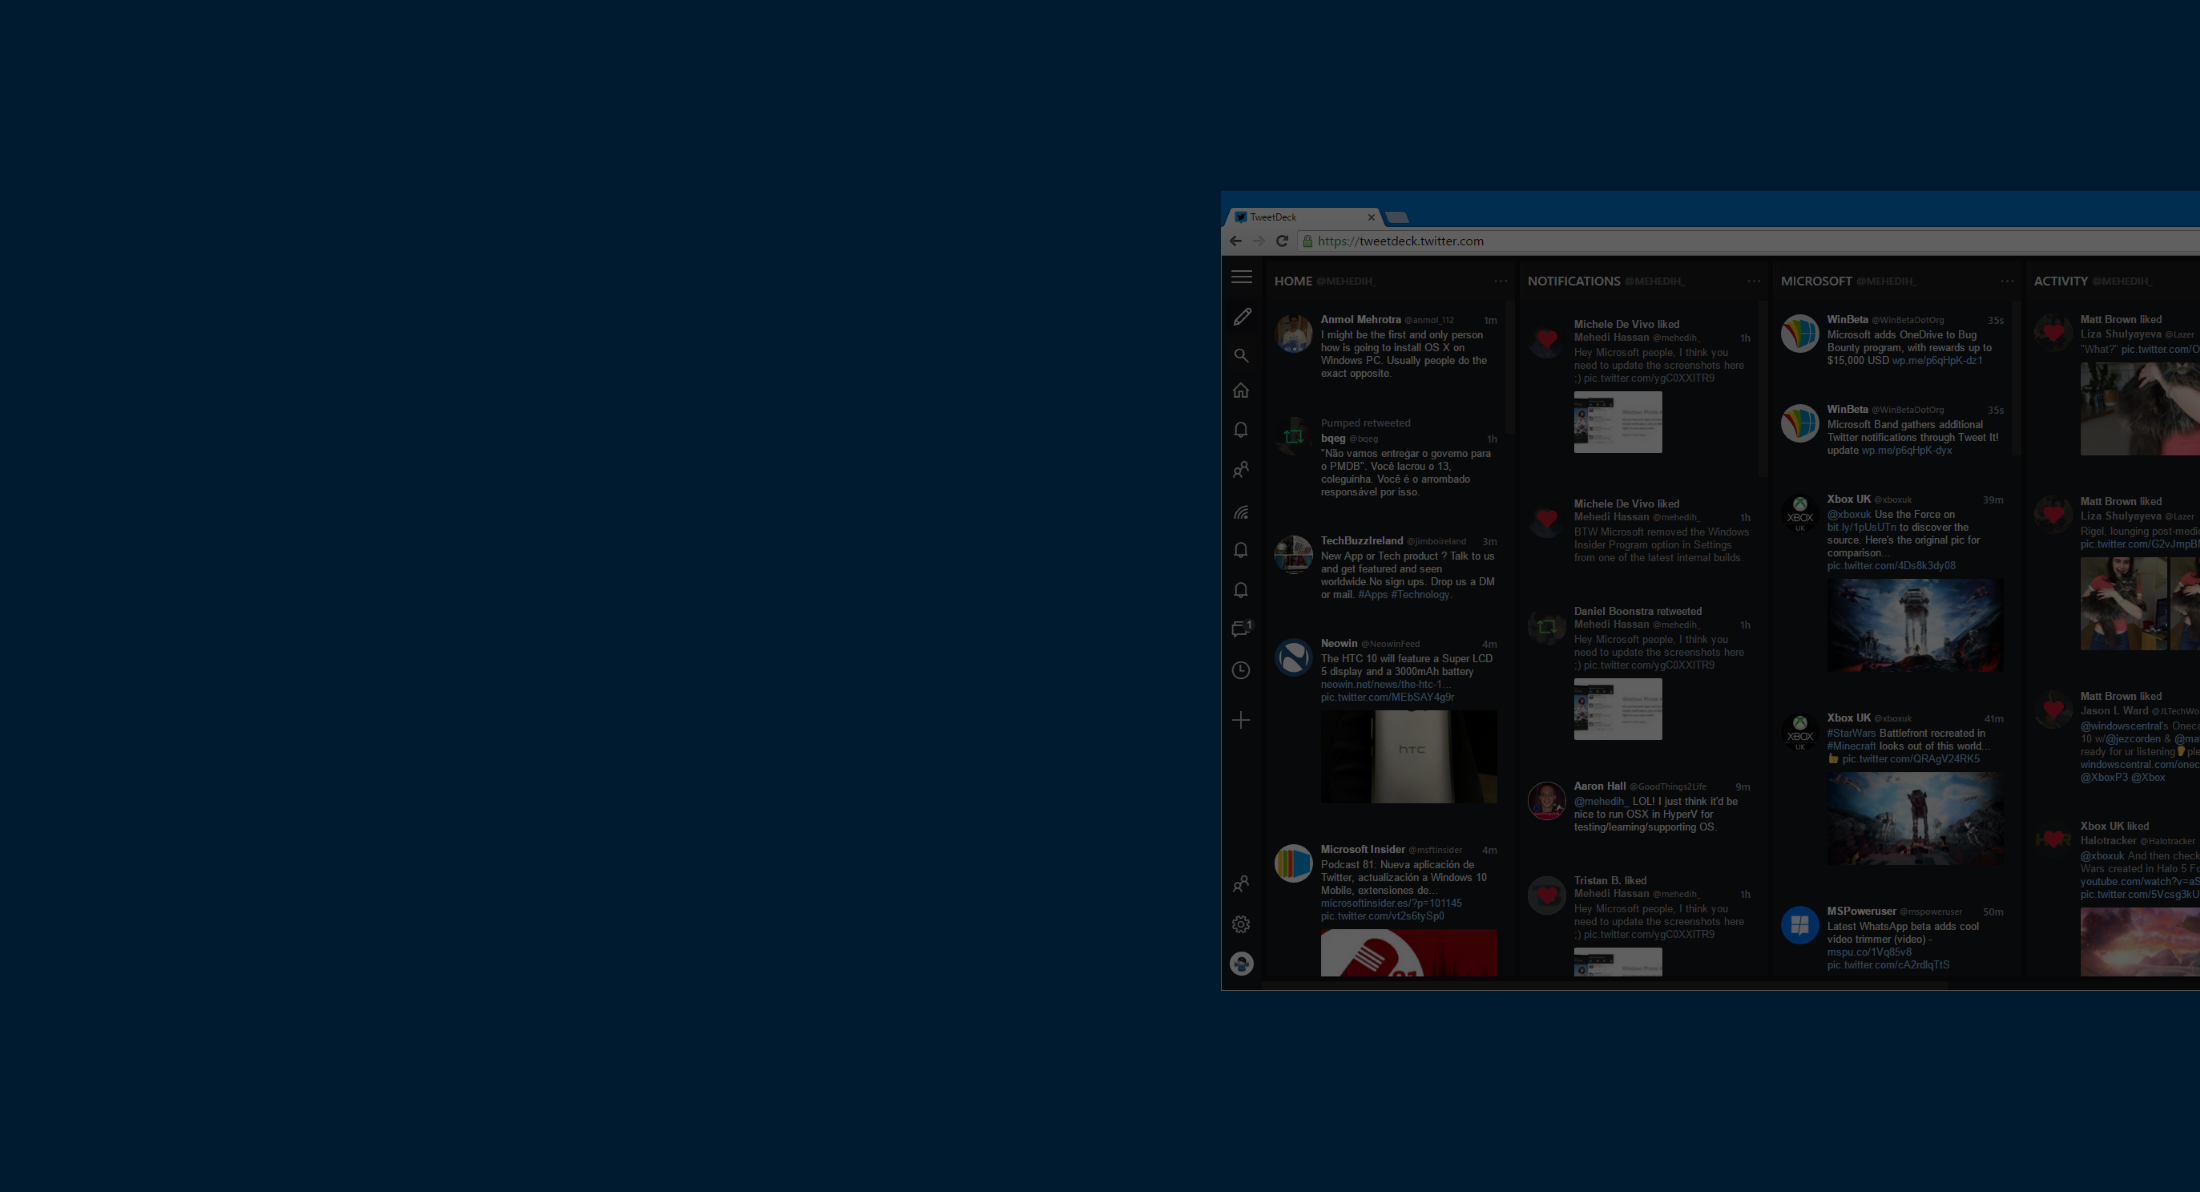 TweetDeck
https://tweetdeck.twitter.com
HOME @MEHEDIH_
Anmol Mehrotra @anmol_112 1m
I might be the first and only person
how is going to install OS X on
Windows PC. Usually people do the
exact opposite.
Pumped retweeted
bqeg @bqeg 1h
"Não vamos entregar o governo para
o PMDB". Você lacrou o 13,
coleguinha. Você é o arrombado
responsável por isso.
TechBuzzIreland @jimboireland 3m
New App or Tech product ? Talk to us
and get featured and seen
worldwide.No sign ups. Drop us a DM
or mail. #Apps #Technology.
Neowin @NeowinFeed 4m
The HTC 10 will feature a Super LCD
5 display and a 3000mAh battery
neowin.net/news/the-htc-1...
pic.twitter.com/MEbSAY4g9r
hTC
Microsoft Insider @msftinsider 4m
Podcast 81: Nueva aplicación de
Twitter, actualización a Windows 10
Mobile, extensiones de...
microsoftinsider.es/?p=101145
pic.twitter.com/vt2s6tySp0
NOTIFICATIONS @MEHEDIH_
Michele De Vivo liked
Mehedi Hassan @mehedih_ 1h
Hey Microsoft people, I think you
need to update the screenshots here
;) pic.twitter.com/ygC0XXlTR9
Michele De Vivo liked
Mehedi Hassan @mehedih_ 1h
BTW Microsoft removed the Windows
Insider Program option in Settings
from one of the latest internal builds.
Daniel Boonstra retweeted
Mehedi Hassan @mehedih_ 1h
Hey Microsoft people, I think you
need to update the screenshots here
;) pic.twitter.com/ygC0XXlTR9
Aaron Hall @GoodThings2Life 9m
@mehedih_ LOL! I just think it'd be
nice to run OSX in HyperV for
testing/learning/supporting OS.
Tristan B. liked
Mehedi Hassan @mehedih_ 1h
Hey Microsoft people, I think you
need to update the screenshots here
;) pic.twitter.com/ygC0XXlTR9
MICROSOFT @MEHEDIH_
WinBeta @WinBetaDotOrg 35s
Microsoft adds OneDrive to Bug
Bounty program, with rewards up to
$15,000 USD wp.me/p6qHpK-dz1
WinBeta @WinBetaDotOrg 35s
Microsoft Band gathers additional
Twitter notifications through Tweet It!
update wp.me/p6qHpK-dyx
XBOX
UK
Xbox UK @xboxuk 39m
@xboxuk Use the Force on
bit.ly/1pUsUTn to discover the
source. Here's the original pic for
comparison...
pic.twitter.com/4Ds8k3dy08
XBOX
UK
Xbox UK @xboxuk 41m
#StarWars Battlefront recreated in
#Minecraft looks out of this world...
pic.twitter.com/QRAgV24RK5
MSPoweruser @mspoweruser 50m
Latest WhatsApp beta adds cool
video trimmer (video) -
mspu.co/1Vq85v8
pic.twitter.com/cA2rdlqTtS
ACTIVITY @MEHEDIH_
Matt Brown liked
Liza Shulyayeva @Lazer
"What?" pic.twitter.com/O
Matt Brown liked
Liza Shulyayeva @Lazer
Rigel, lounging post-medi
pic.twitter.com/G2vJmpB
Matt Brown liked
Jason L Ward @JLTechWo
@windowscentral's Oneca
10 w/@jezcorden & @ma
ready for ur listening ple
windowscentral.com/onec
@XboxP3 @Xbox
Xbox UK liked
Halotracker @Halotracker
@xboxuk And then check
Wars created in Halo 5 Fo
youtube.com/watch?v=aS
pic.twitter.com/5Vcsg3kU
1